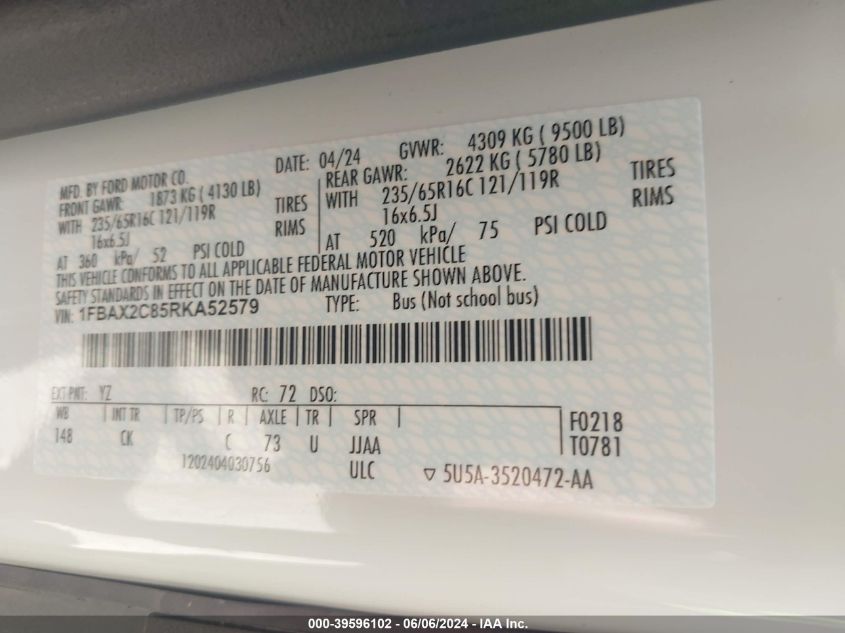 MFD. BY FORD MOTOR CO. DATE: 04/24 GVWR: 4309 KG ( 9500 LB)
FRONT GAWR: 1873 KG ( 4130 LB) REAR GAWR: 2622 KG ( 5780 LB)
WITH 235/65R16C 121/119R TIRES WITH 235/65R16C 121/119R TIRES
16x6.5J RIMS 16x6.5J RIMS
AT 360 kPa/ 52 PSI COLD AT 520 kPa/ 75 PSI COLD
THIS VEHICLE CONFORMS TO ALL APPLICABLE FEDERAL MOTOR VEHICLE
SAFETY STANDARDS IN EFFECT ON THE DATE OF MANUFACTURE SHOWN ABOVE.
VIN: 1FBAX2C85RKA52579 TYPE: Bus (Not school bus)
EXT PNT: YZ RC: 72 DSO:
WB INT TR TP/PS R AXLE TR SPR F0218
148 CK C 73 U JJAA T0781
1202404030756 ULC 5U5A-3520472-AA
000-39596102 - 06/06/2024 - IAA Inc.